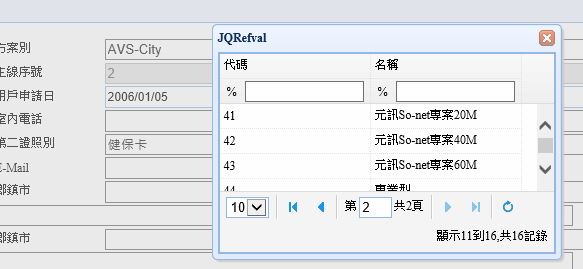 方案別 AVS-City
主線序號 2
用戶申請日 2006/01/05
室內電話
第二證照別 健保卡
E-Mail
鄉鎮市
鄉鎮市
JQRefval
代碼 名稱
% %
41 元訊So-net專案20M
42 元訊So-net專案40M
43 元訊So-net專案60M
44 專業型
10 第 2 共2頁
顯示11到16,共16記錄